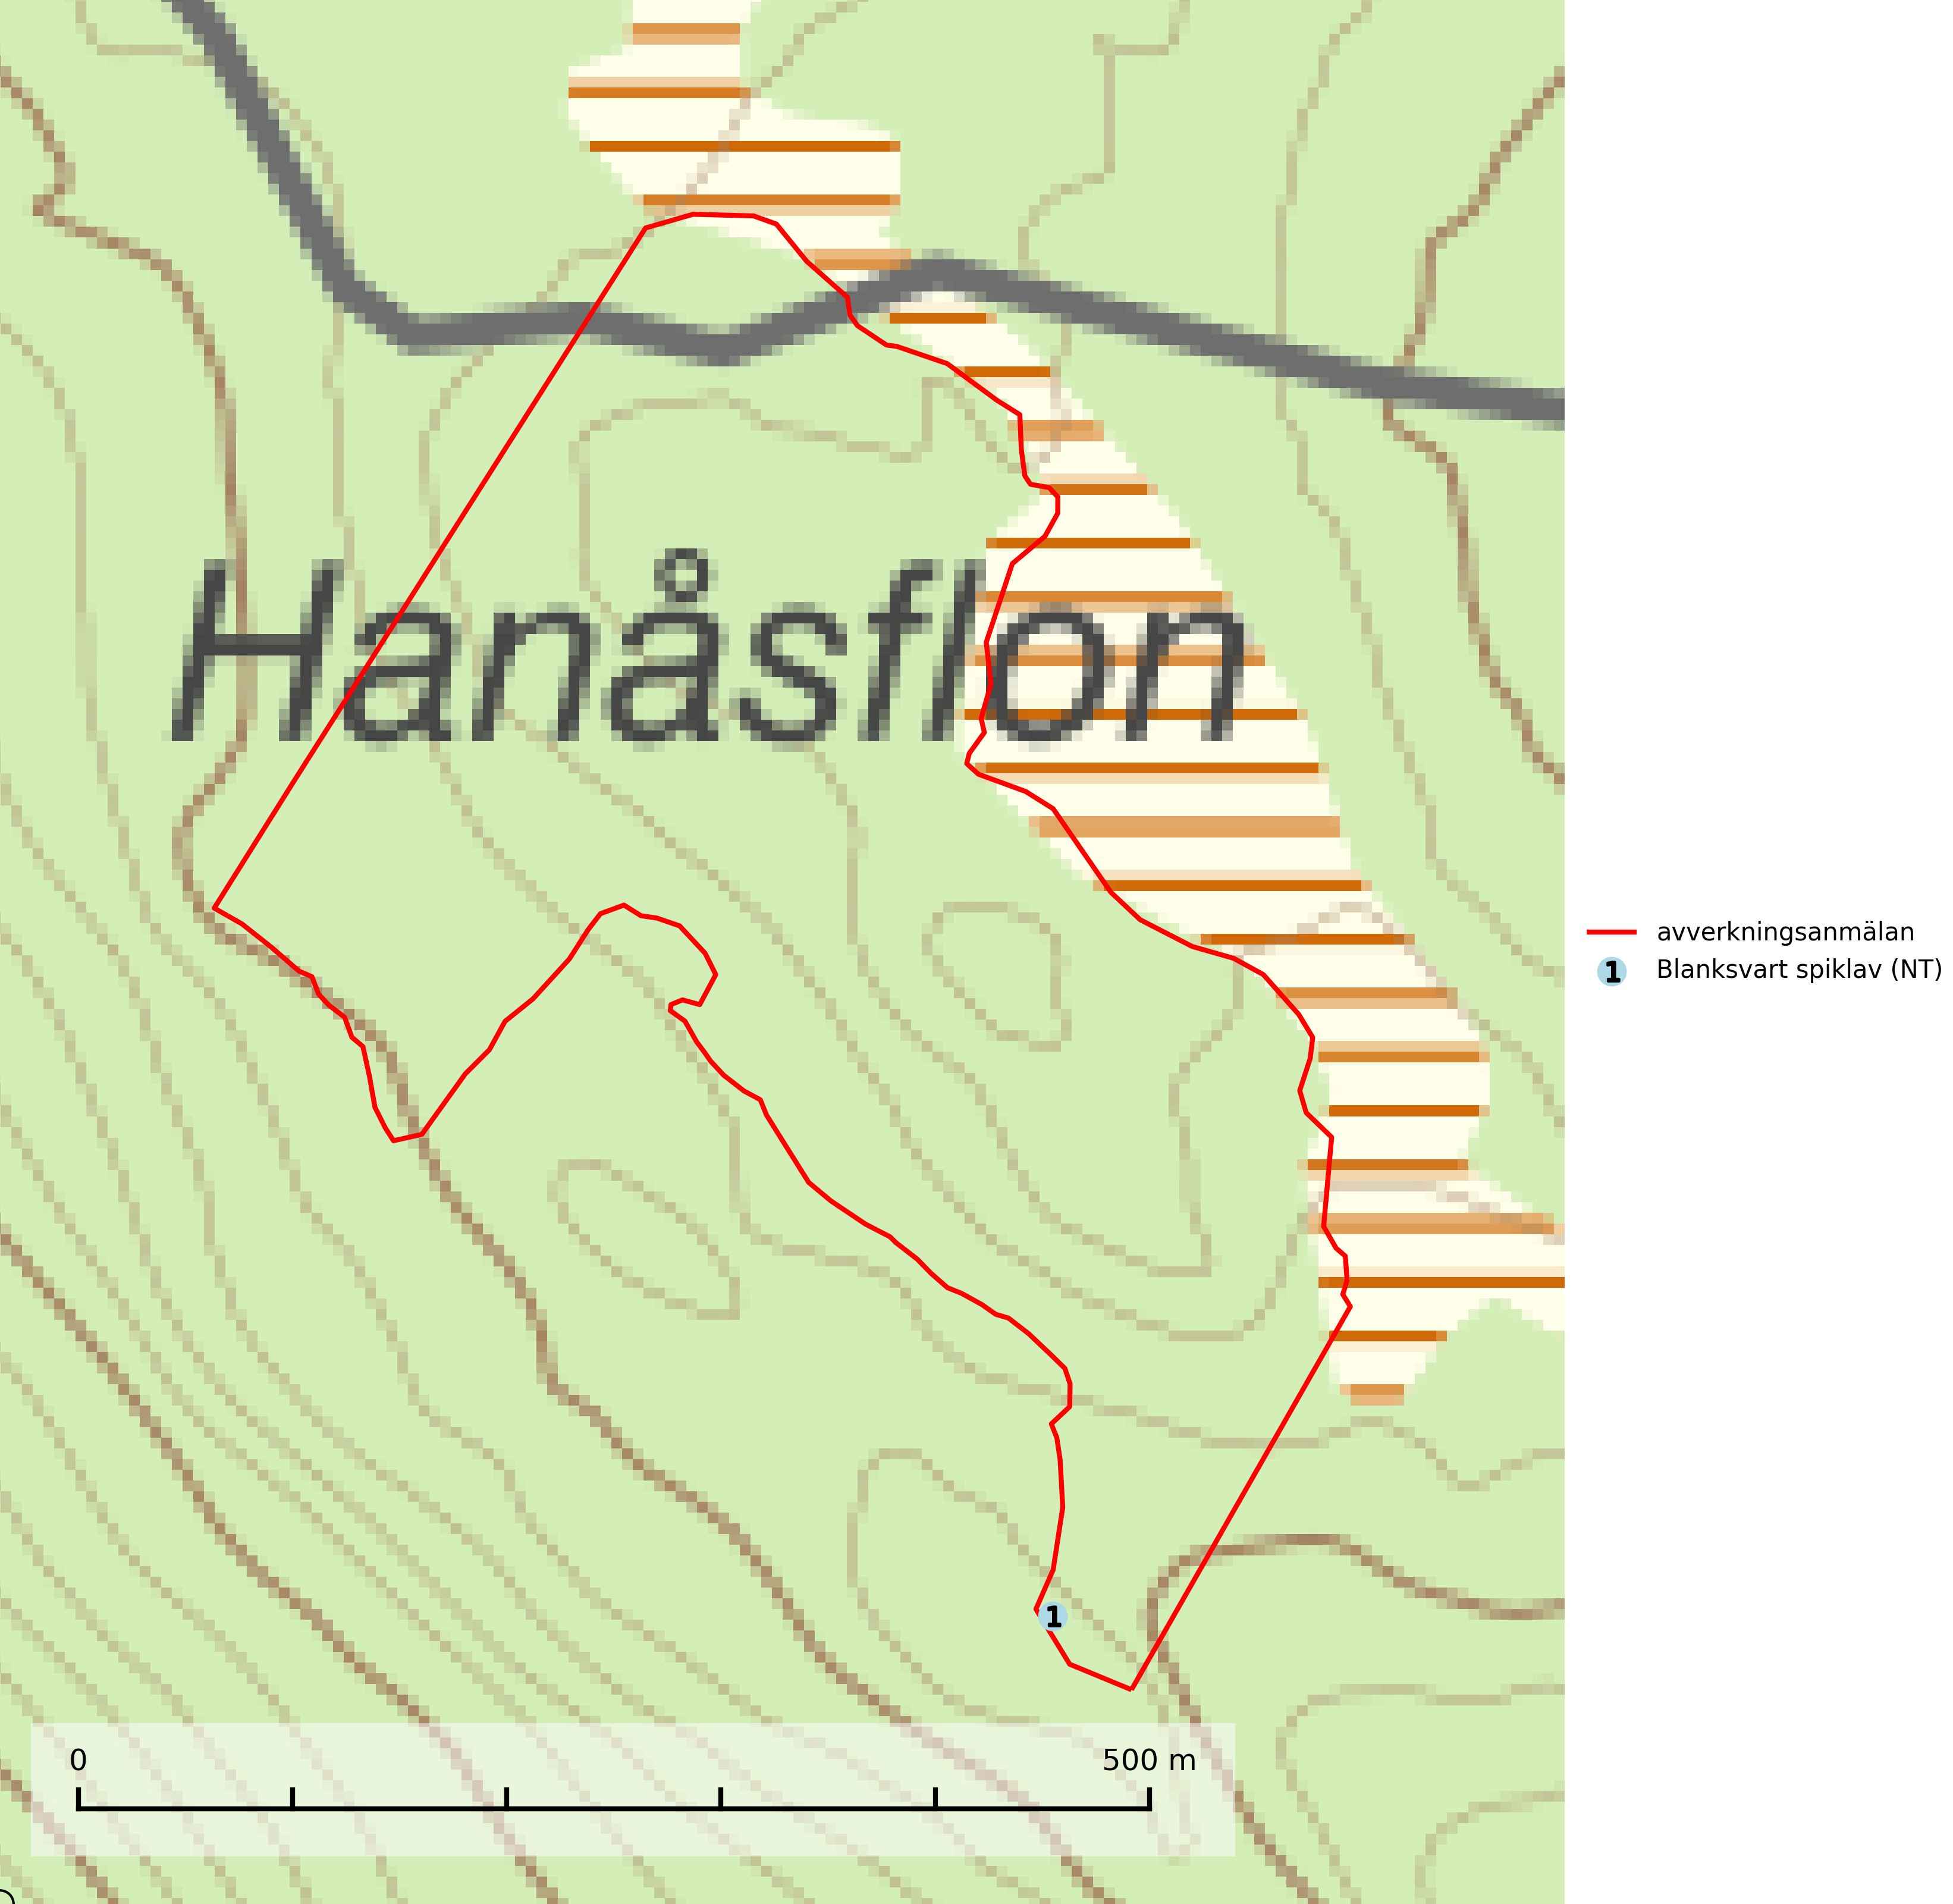 Hanåsflon
avverkningsanmälan
1 Blanksvart spiklav (NT)
1
0 500 m